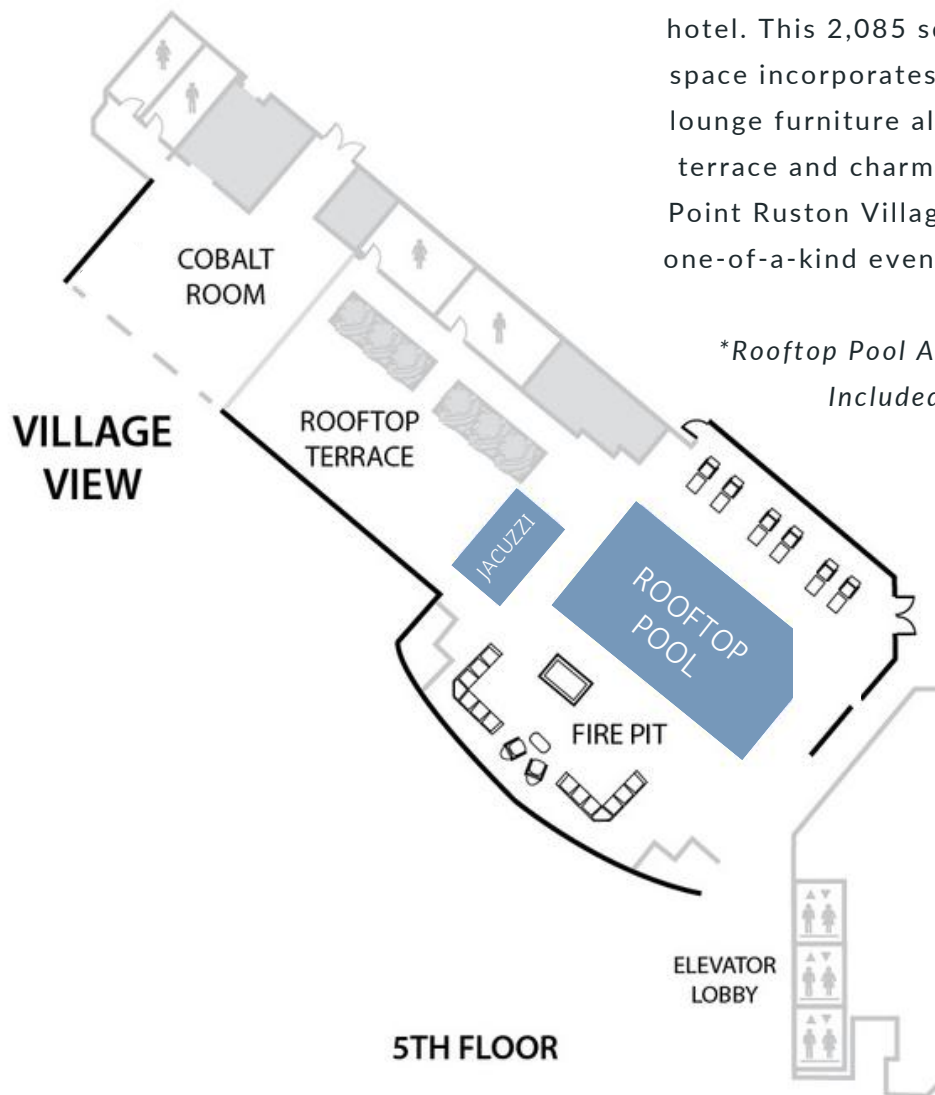 hotel. This 2,085 s
space incorporates
lounge furniture al
terrace and charm
Point Ruston Villag
one-of-a-kind even
*Rooftop Pool A
Included
COBALT
ROOM
VILLAGE
VIEW
ROOFTOP
TERRACE
JACUZZI
ROOFTOP
POOL
FIRE PIT
ELEVATOR
LOBBY
5TH FLOOR